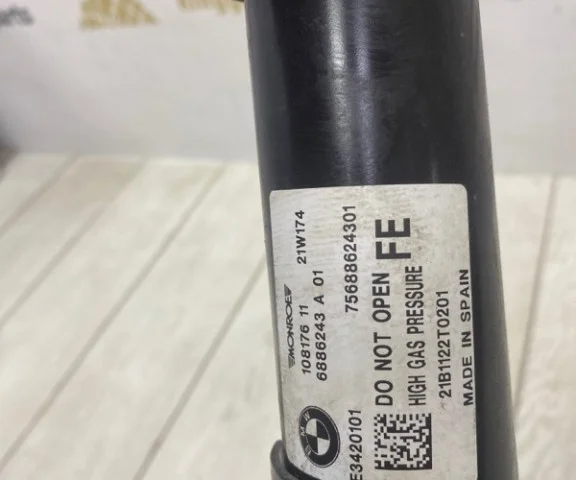 MONROE
108176 11 21W174
6886243 A 01
75688624301
E3420101
DO NOT OPEN FE
HIGH GAS PRESSURE
21B1122T0201
MADE IN SPAIN
BMW